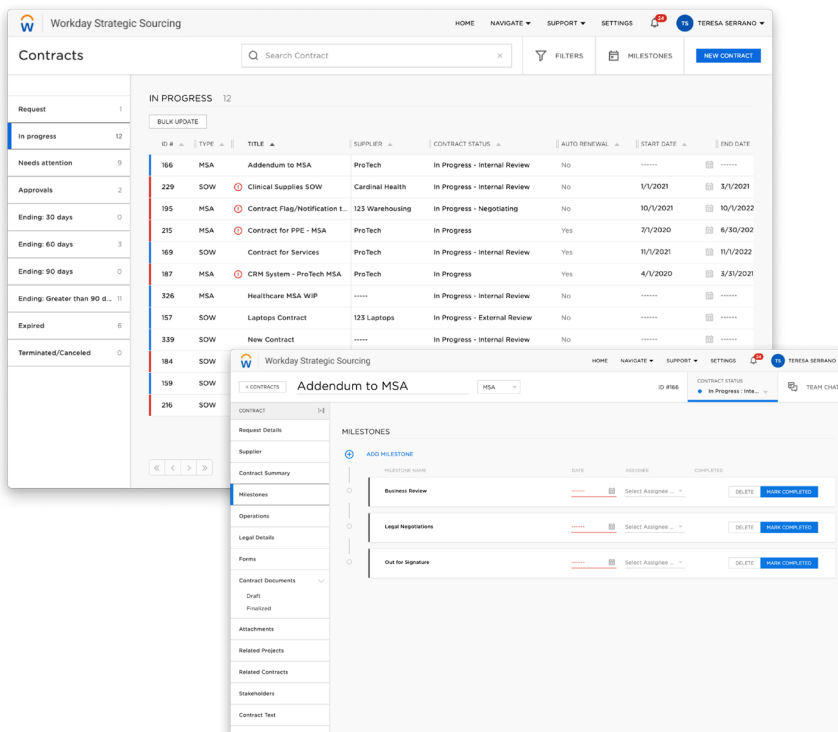 Workday Strategic Sourcing
HOME NAVIGATE SUPPORT SETTINGS 24 TS TERESA SERRANO
Contracts
Search Contract ×
FILTERS MILESTONES NEW CONTRACT
Request 1
In progress 12
Needs attention 9
Approvals 2
Ending: 30 days 0
Ending: 60 days 3
Ending: 90 days 0
Ending: Greater than 90 d... 11
Expired 6
Terminated/Canceled 0
IN PROGRESS 12
BULK UPDATE
ID # TYPE TITLE SUPPLIER CONTRACT STATUS AUTO RENEWAL START DATE END DATE
166 MSA Addendum to MSA ProTech In Progress - Internal Review No ------ ------
229 SOW Clinical Supplies SOW Cardinal Health In Progress - Internal Review No 1/1/2021 3/1/2021
195 MSA Contract Flag/Notification t... 123 Warehousing In Progress - Negotiating No 10/1/2021 10/1/2022
215 MSA Contract for PPE - MSA ProTech In Progress Yes 7/1/2020 6/30/202
169 SOW Contract for Services ProTech In Progress - Internal Review Yes 11/1/2021 11/1/2022
187 MSA CRM System - ProTech MSA ProTech In Progress Yes 4/1/2020 3/31/2021
326 MSA Healthcare MSA WIP ----- In Progress - Internal Review No ------ ------
157 SOW Laptops Contract 123 Laptops In Progress - External Review No ------ ------
339 SOW New Contract ----- In Progress - Internal Review No ------ ------
184 SOW
159 SOW
216 SOW
« < > »
Workday Strategic Sourcing
HOME NAVIGATE SUPPORT SETTINGS 24 TS TERESA SERRANO
< CONTRACTS Addendum to MSA MSA ID #166
CONTRACT STATUS
In Progress : Inte...
TEAM CHAT
CONTRACT
Request Details
Supplier
Contract Summary
Milestones
Operations
Legal Details
Forms
Contract Documents
Draft
Finalized
Attachments
Related Projects
Related Contracts
Stakeholders
Contract Text
MILESTONES
ADD MILESTONE
MILESTONE NAME DATE ASSIGNEE COMPLETED
Business Review ------ Select Assignee ... DELETE MARK COMPLETED
Legal Negotiations ------ Select Assignee ... DELETE MARK COMPLETED
Out for Signature ------ Select Assignee ... DELETE MARK COMPLETED